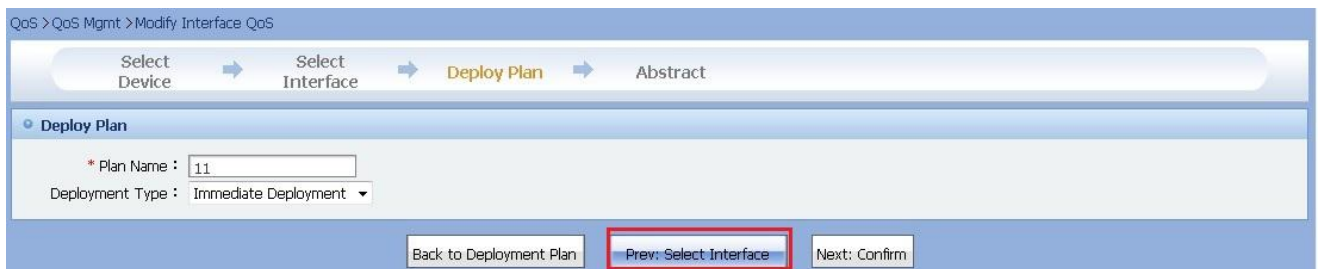 QoS >QoS Mgmt >Modify Interface QoS
Select Device
Select Interface
Deploy Plan
Abstract
Deploy Plan
* Plan Name : 11
Deployment Type : Immediate Deployment
Back to Deployment Plan
Prev: Select Interface
Next: Confirm